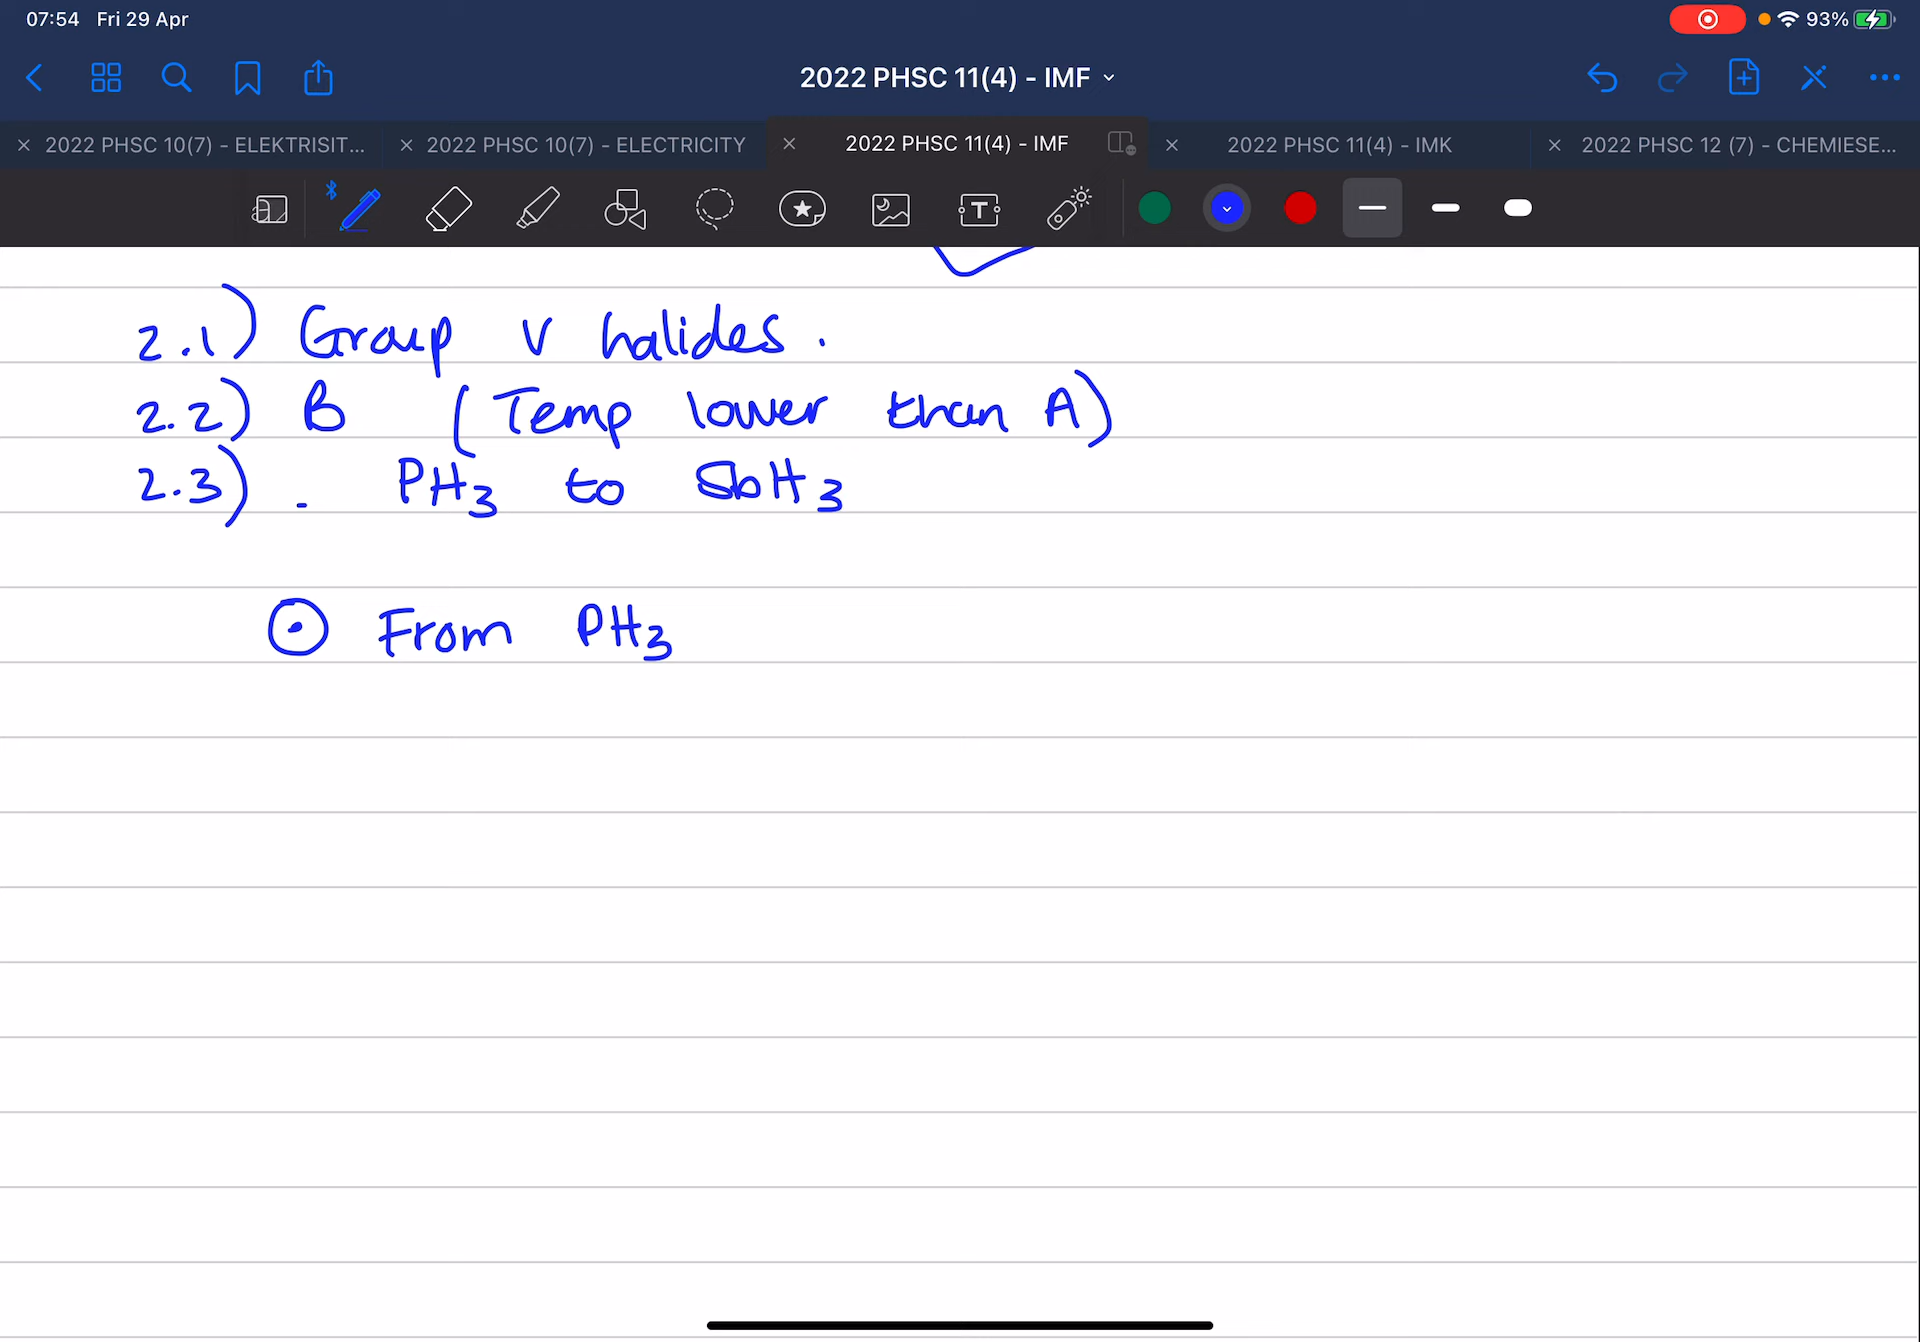 07:54 Fri 29 Apr 93%
2022 PHSC 11(4) - IMF
2022 PHSC 10(7) - ELEKTRISIT... 2022 PHSC 10(7) - ELECTRICITY 2022 PHSC 11(4) - IMF 2022 PHSC 11(4) - IMK 2022 PHSC 12 (7) - CHEMIESE...
T
2.1) Group V halides.
2.2) B (Temp lower than A)
2.3) . PH3 to SbH3
From PH3